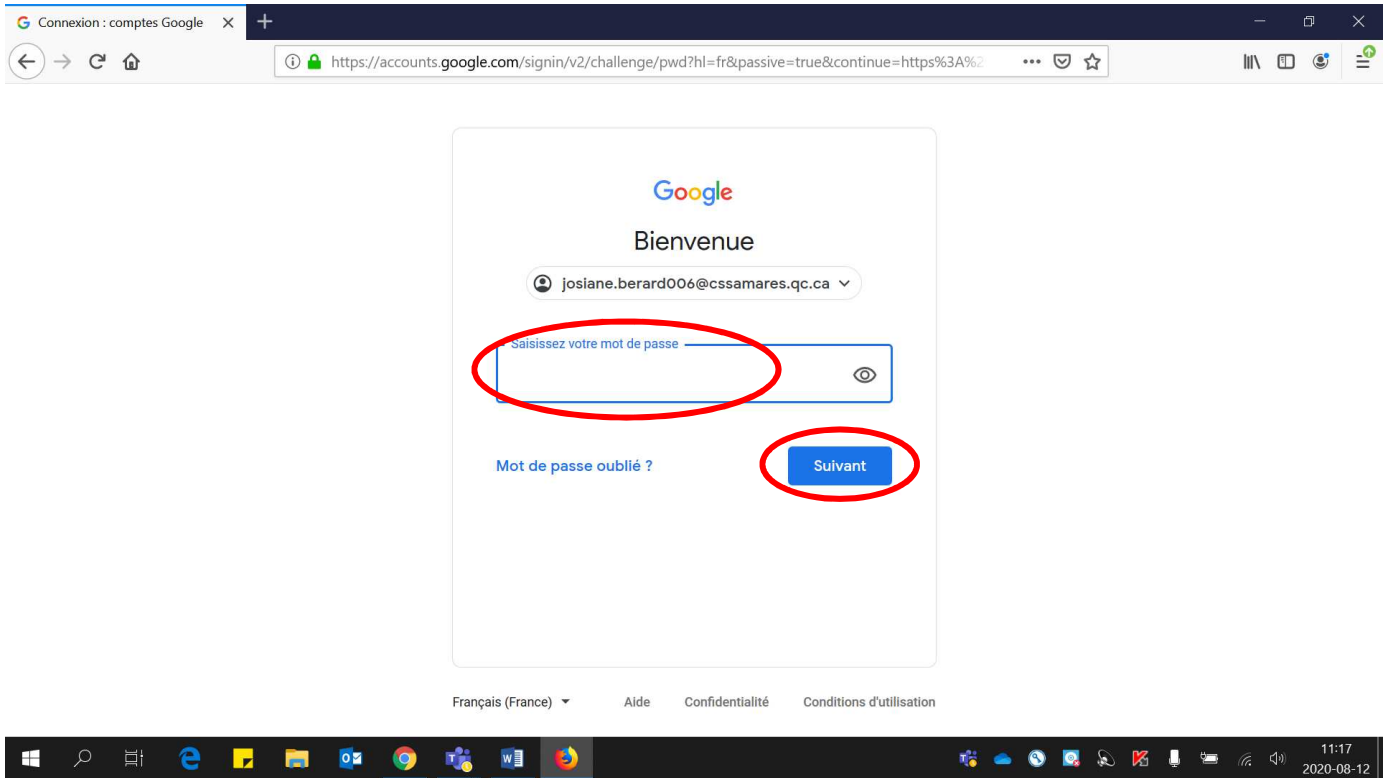 Connexion : comptes Google
https://accounts.google.com/signin/v2/challenge/pwd?hl=fr&passive=true&continue=https%3A%2
Google
Bienvenue
josiane.berard006@cssamares.qc.ca
Saisissez votre mot de passe
Mot de passe oublié ?
Suivant
Français (France)
Aide
Confidentialité
Conditions d'utilisation
11:17
2020-08-12